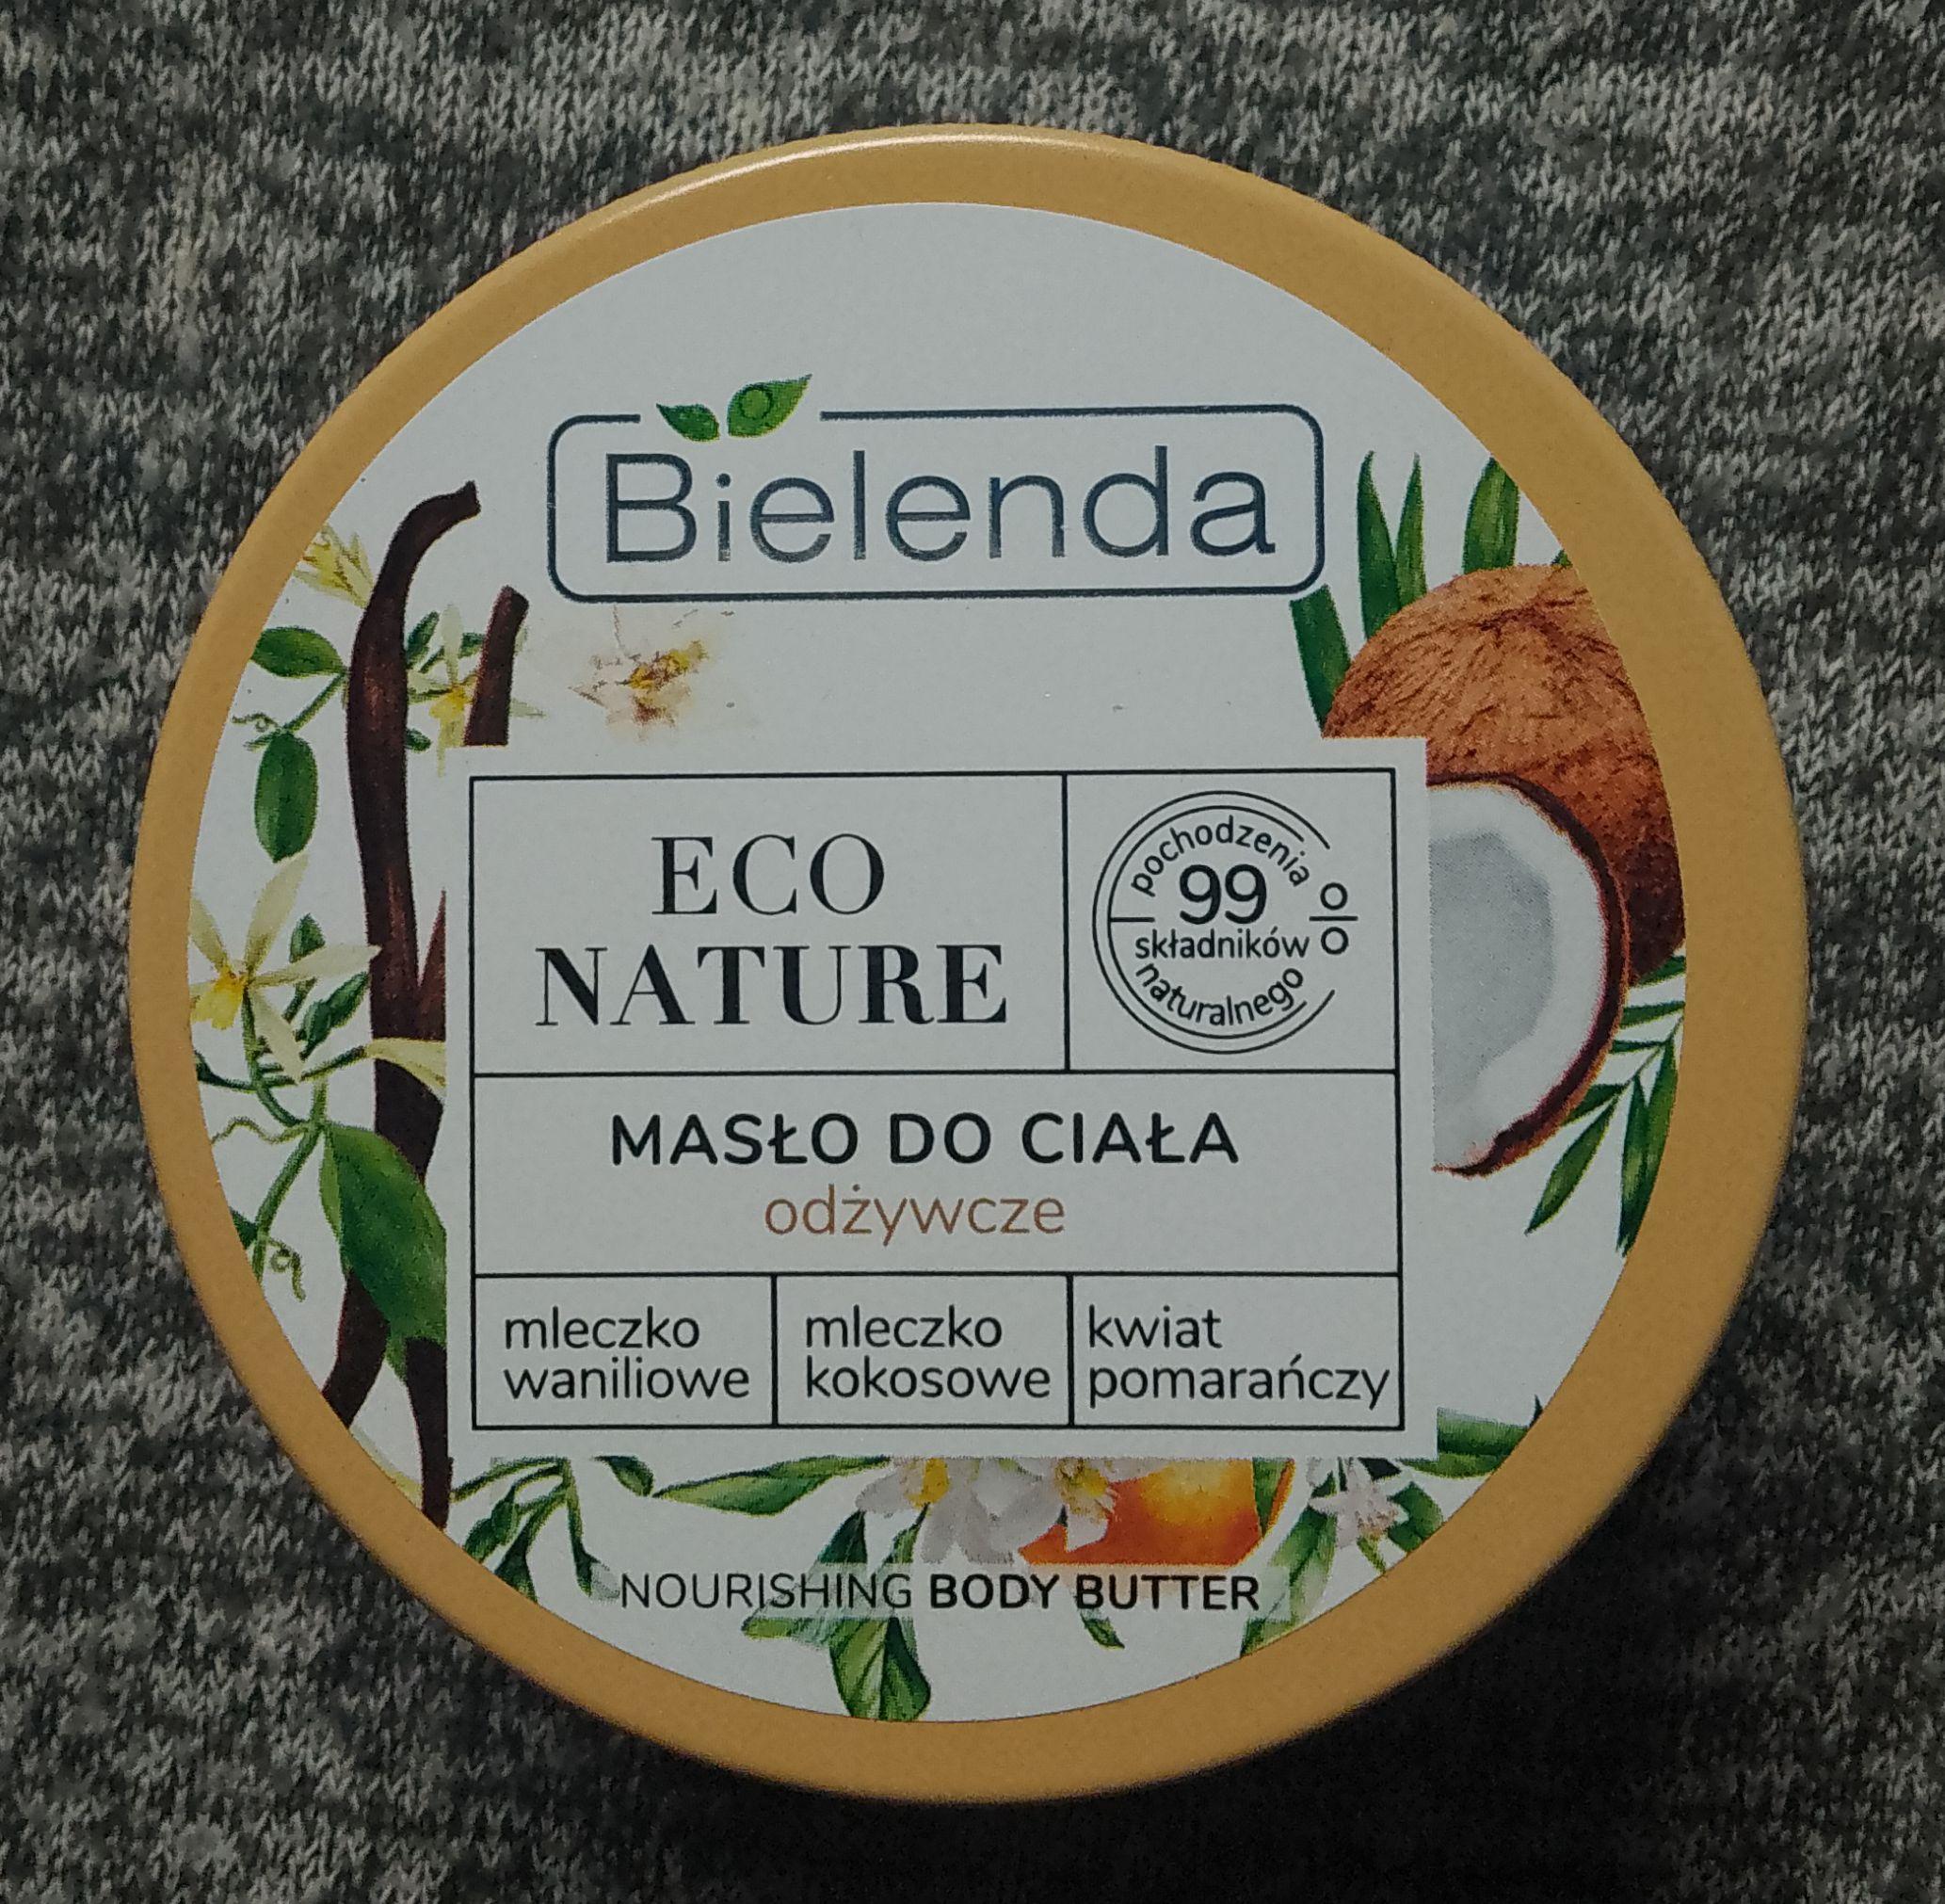 Bielenda
ECO
NATURE
pochodzenia
99 %
składników
naturalnego
MASŁO DO CIAŁA
odżywcze
mleczko
waniliowe
mleczko
kokosowe
kwiat
pomarańczy
NOURISHING BODY BUTTER